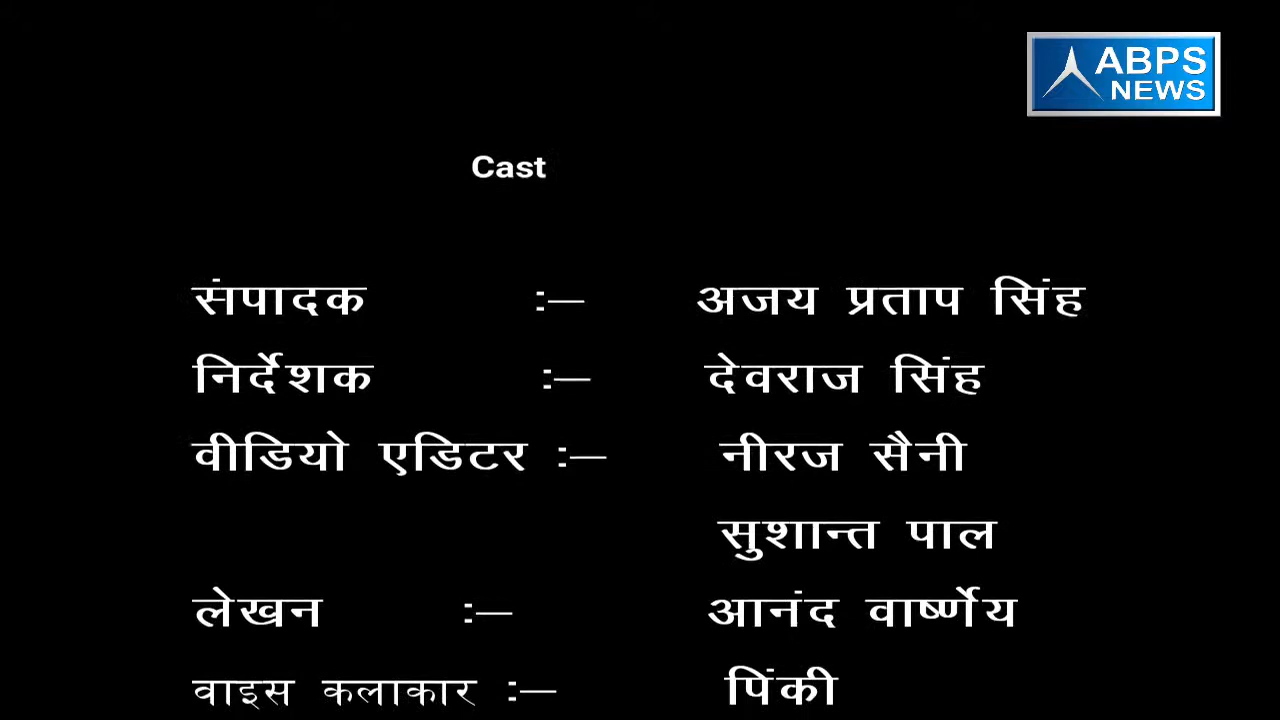 ABPS
NEWS
Cast
संपादक :— अजय प्रताप सिंह
निर्देशक :— देवराज सिंह
वीडियो एडिटर :— नीरज सैनी
सुशान्त पाल
लेखन :— आनंद वार्ष्णेय
वाइस कलाकार :— पिंकी